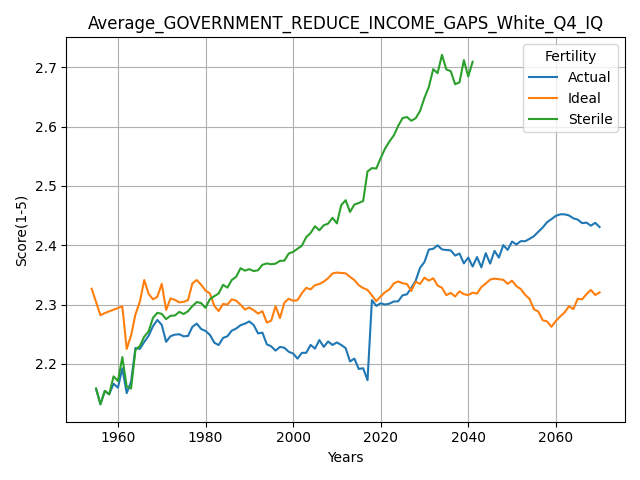 Average_GOVERNMENT_REDUCE_INCOME_GAPS_White_Q4_IQ
Fertility
Actual
Ideal
Sterile
Score(1-5)
2.7
2.6
2.5
2.4
2.3
2.2
1960 1980 2000 2020 2040 2060
Years